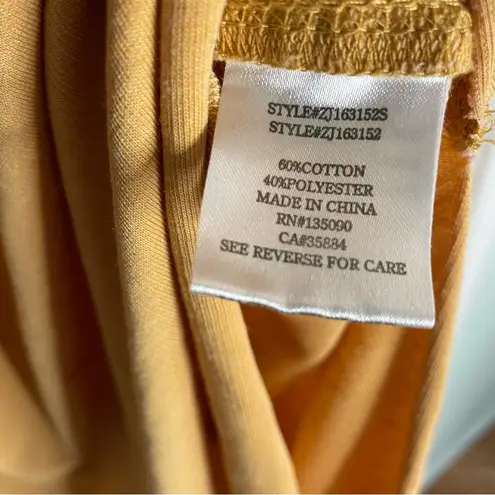 STYLE#ZJ163152S
STYLE#ZJ163152
60%COTTON
40%POLYESTER
MADE IN CHINA
RN#135090
CA#35884
SEE REVERSE FOR CARE